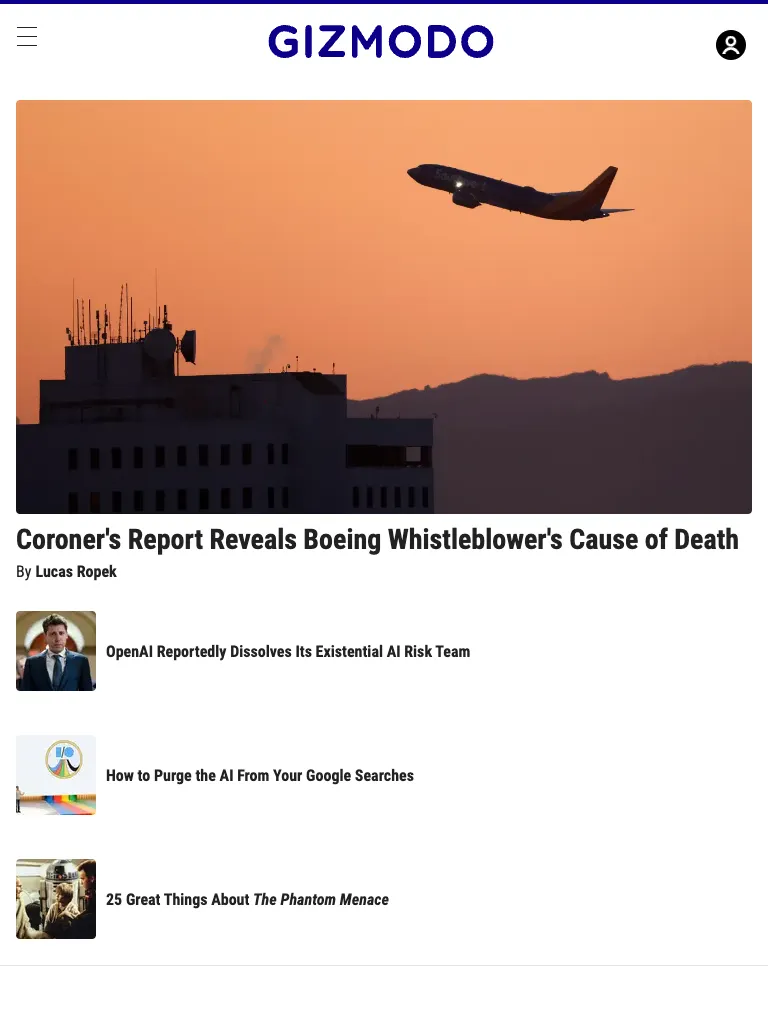 GIZMODO
Southwest
Coroner's Report Reveals Boeing Whistleblower's Cause of Death
By Lucas Ropek
OpenAI Reportedly Dissolves Its Existential AI Risk Team
I/O
How to Purge the AI From Your Google Searches
25 Great Things About The Phantom Menace